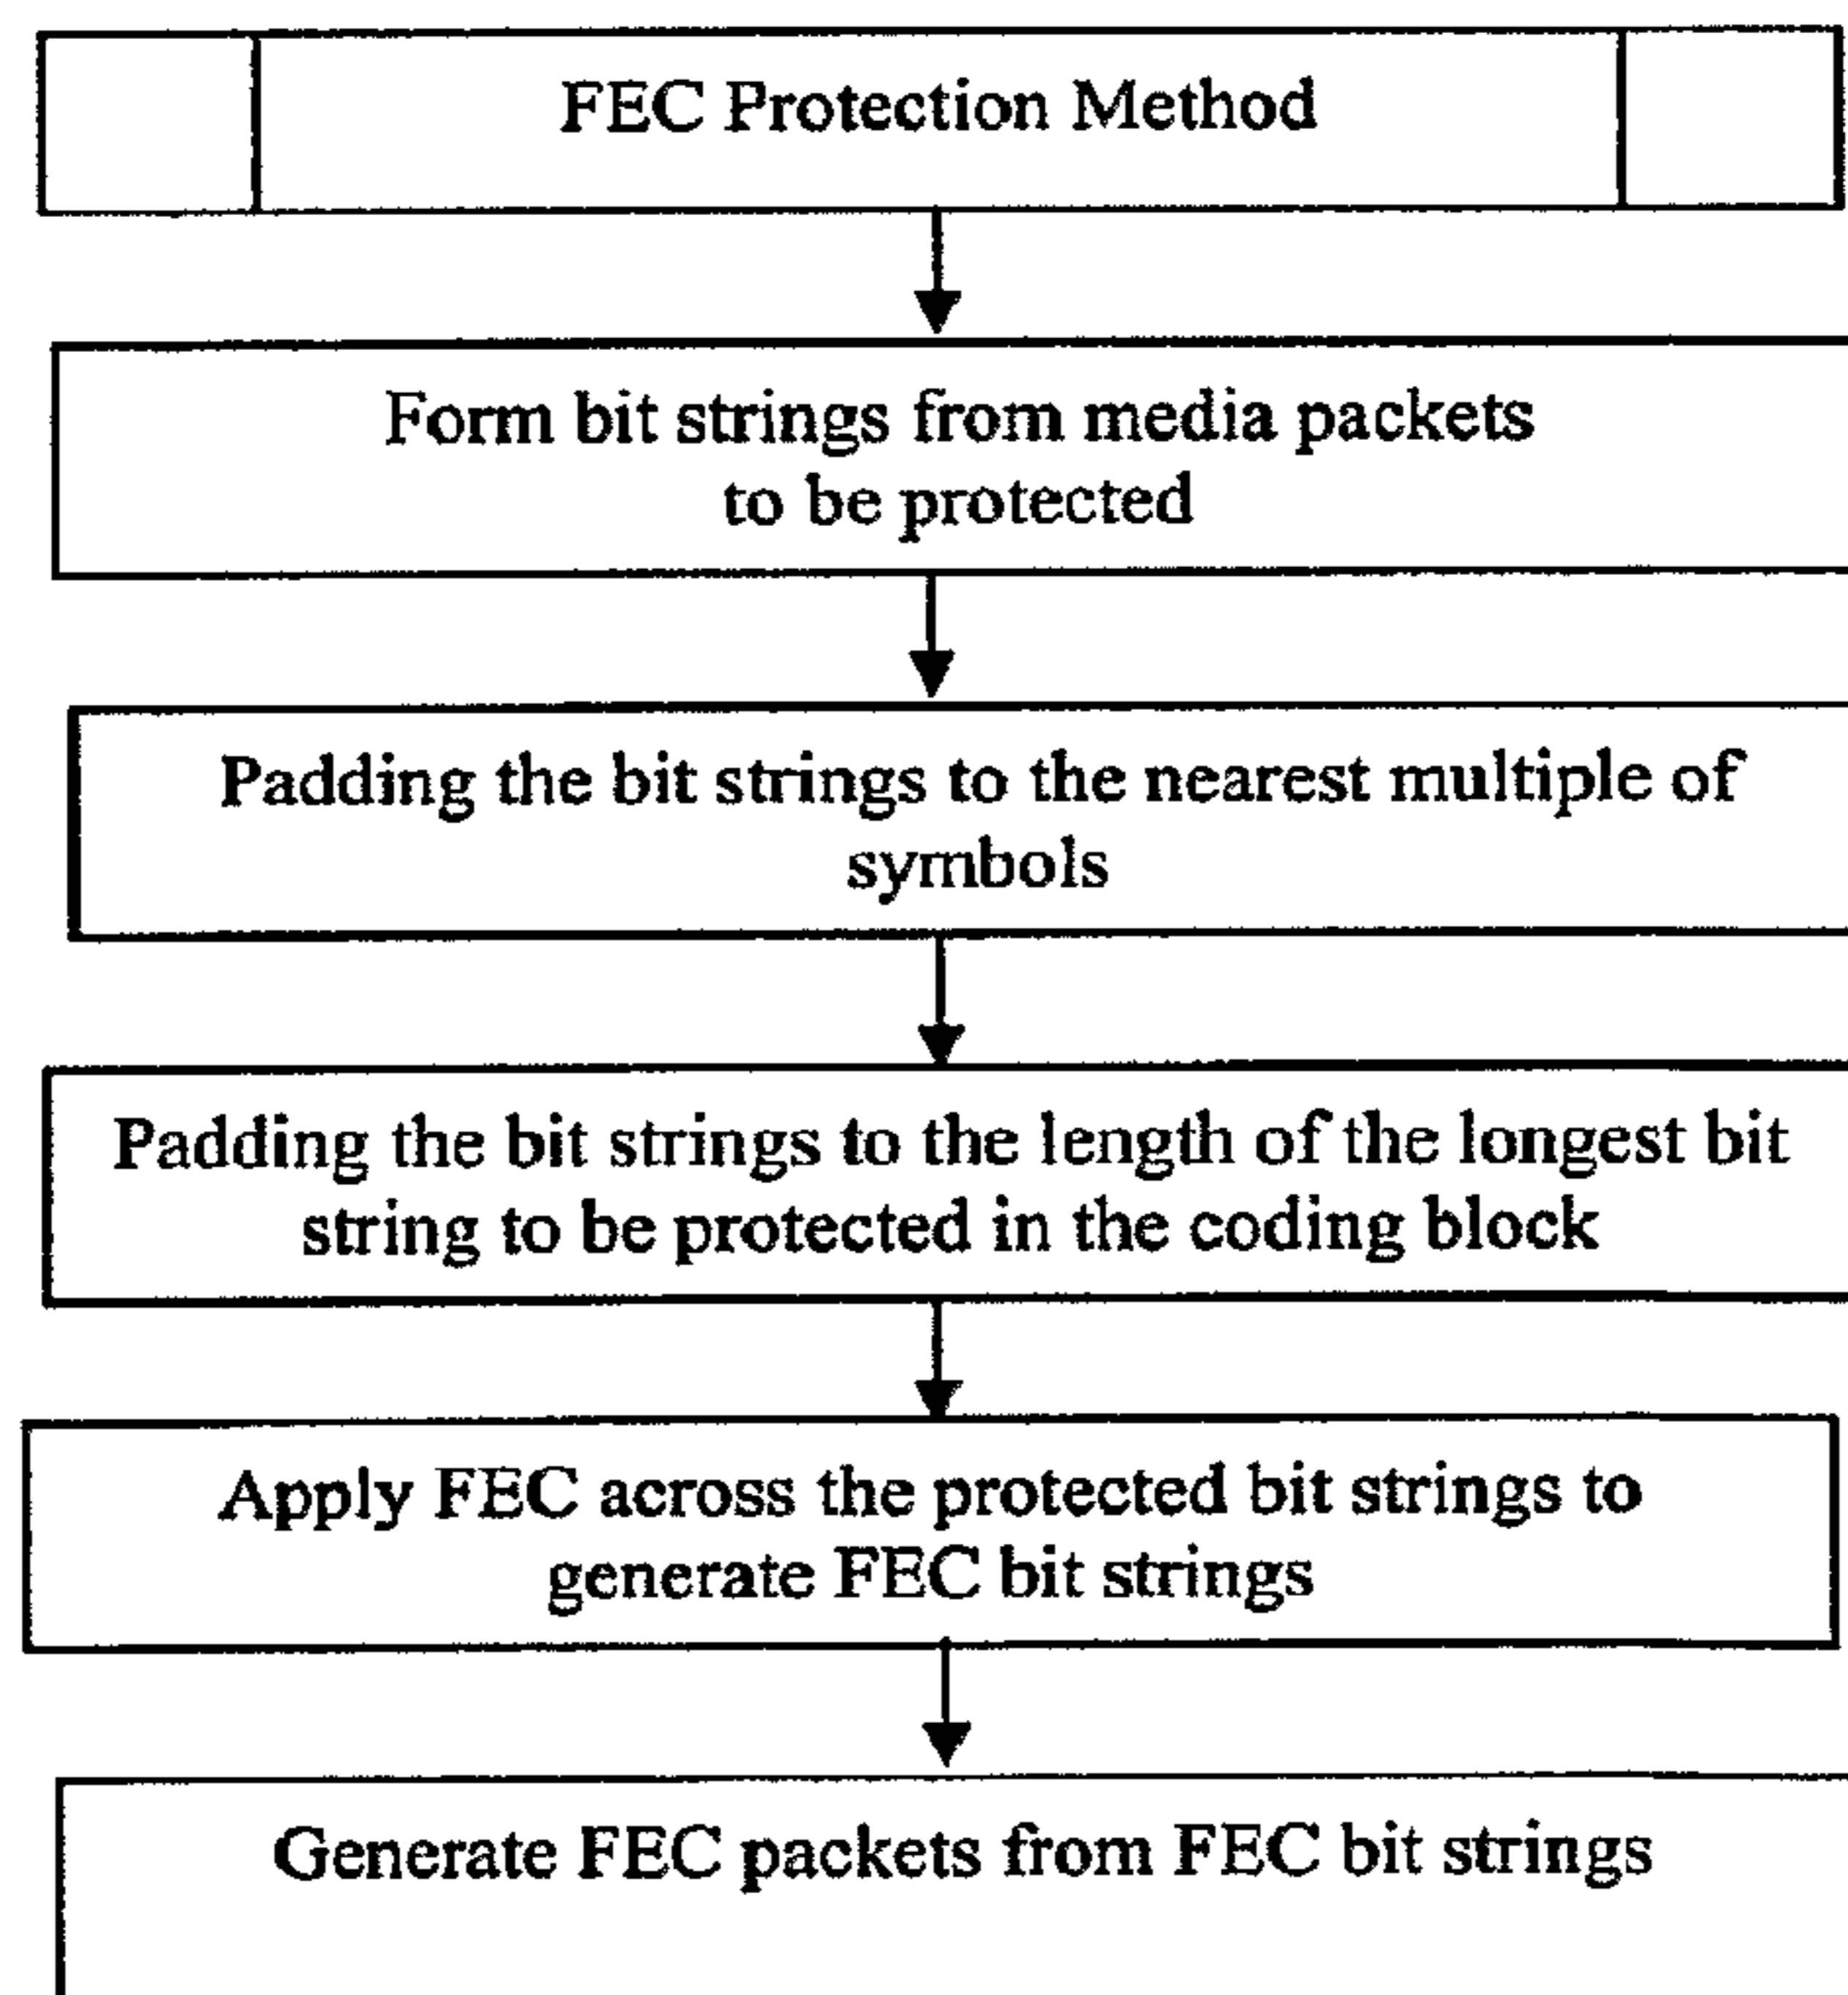 FEC Protection Method
Form bit strings from media packets
to be protected
Padding the bit strings to the nearest multiple of
symbols
Padding the bit strings to the length of the longest bit
string to be protected in the coding block
Apply FEC across the protected bit strings to
generate FEC bit strings
Generate FEC packets from FEC bit strings